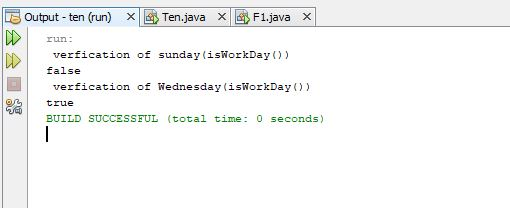 Output - ten (run) Ten.java F1.java
run:
verfication of sunday(isWorkDay())
false
verfication of Wednesday(isWorkDay())
true
BUILD SUCCESSFUL (total time: 0 seconds)